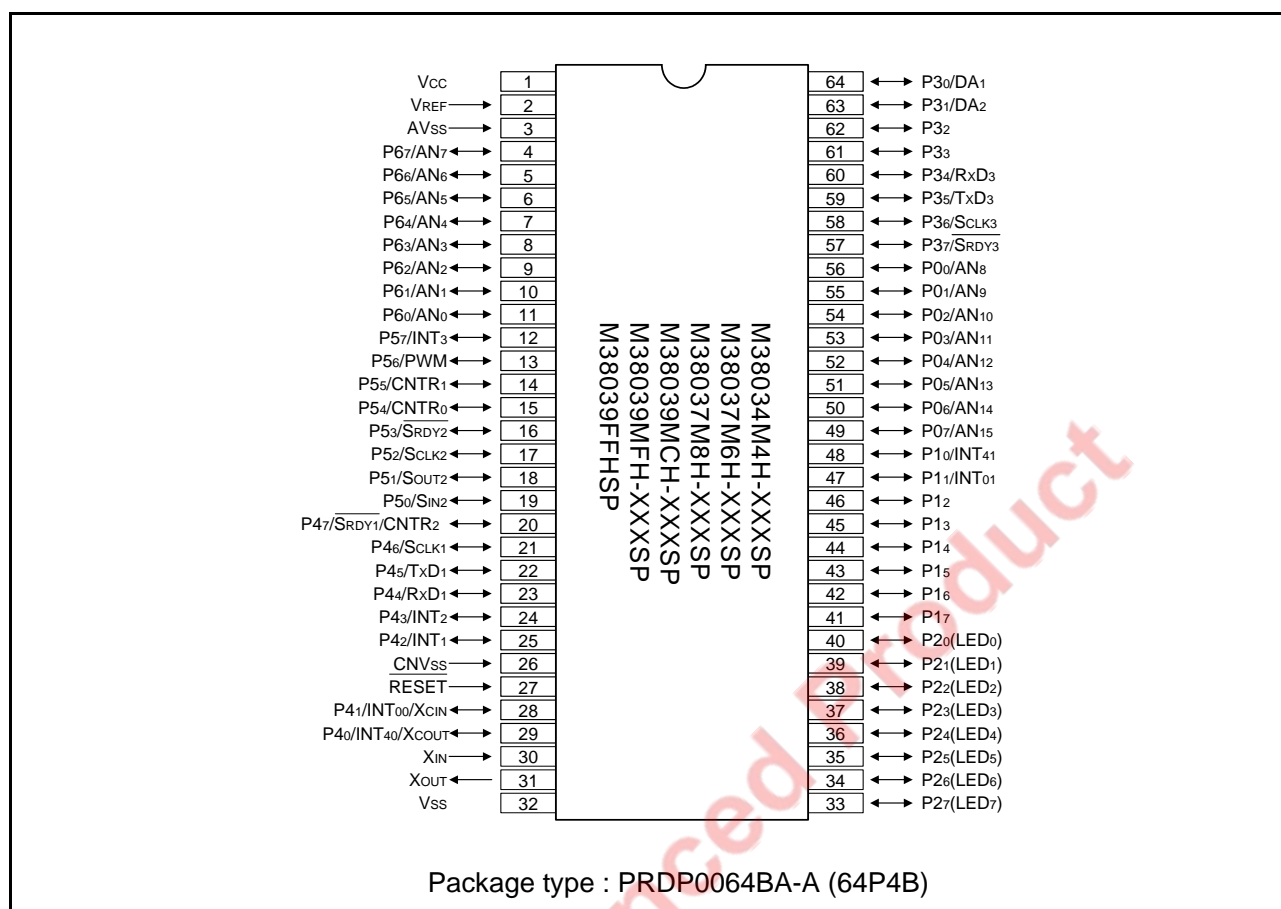 VCC 1 64 P30/DA1
VREF 2 63 P31/DA2
AVSS 3 62 P32
P67/AN7 4 61 P33
P66/AN6 5 60 P34/RXD3
P65/AN5 6 59 P35/TXD3
P64/AN4 7 58 P36/SCLK3
P63/AN3 8 57 P37/SRDY3
P62/AN2 9 56 P00/AN8
P61/AN1 10 55 P01/AN9
P60/AN0 11 54 P02/AN10
P57/INT3 12 53 P03/AN11
P56/PWM 13 52 P04/AN12
P55/CNTR1 14 51 P05/AN13
P54/CNTR0 15 50 P06/AN14
P53/SRDY2 16 49 P07/AN15
P52/SCLK2 17 48 P10/INT41
P51/SOUT2 18 47 P11/INT01
P50/SIN2 19 46 P12
P47/SRDY1/CNTR2 20 45 P13
P46/SCLK1 21 44 P14
P45/TXD1 22 43 P15
P44/RXD1 23 42 P16
P43/INT2 24 41 P17
P42/INT1 25 40 P20(LED0)
CNVSS 26 39 P21(LED1)
RESET 27 38 P22(LED2)
P41/INT00/XCIN 28 37 P23(LED3)
P40/INT40/XCOUT 29 36 P24(LED4)
XIN 30 35 P25(LED5)
XOUT 31 34 P26(LED6)
VSS 32 33 P27(LED7)
M38034M4H-XXXSP
M38037M6H-XXXSP
M38037M8H-XXXSP
M38039MCH-XXXSP
M38039MFH-XXXSP
M38039FFHSP
Package type : PRDP0064BA-A (64P4B)
Product